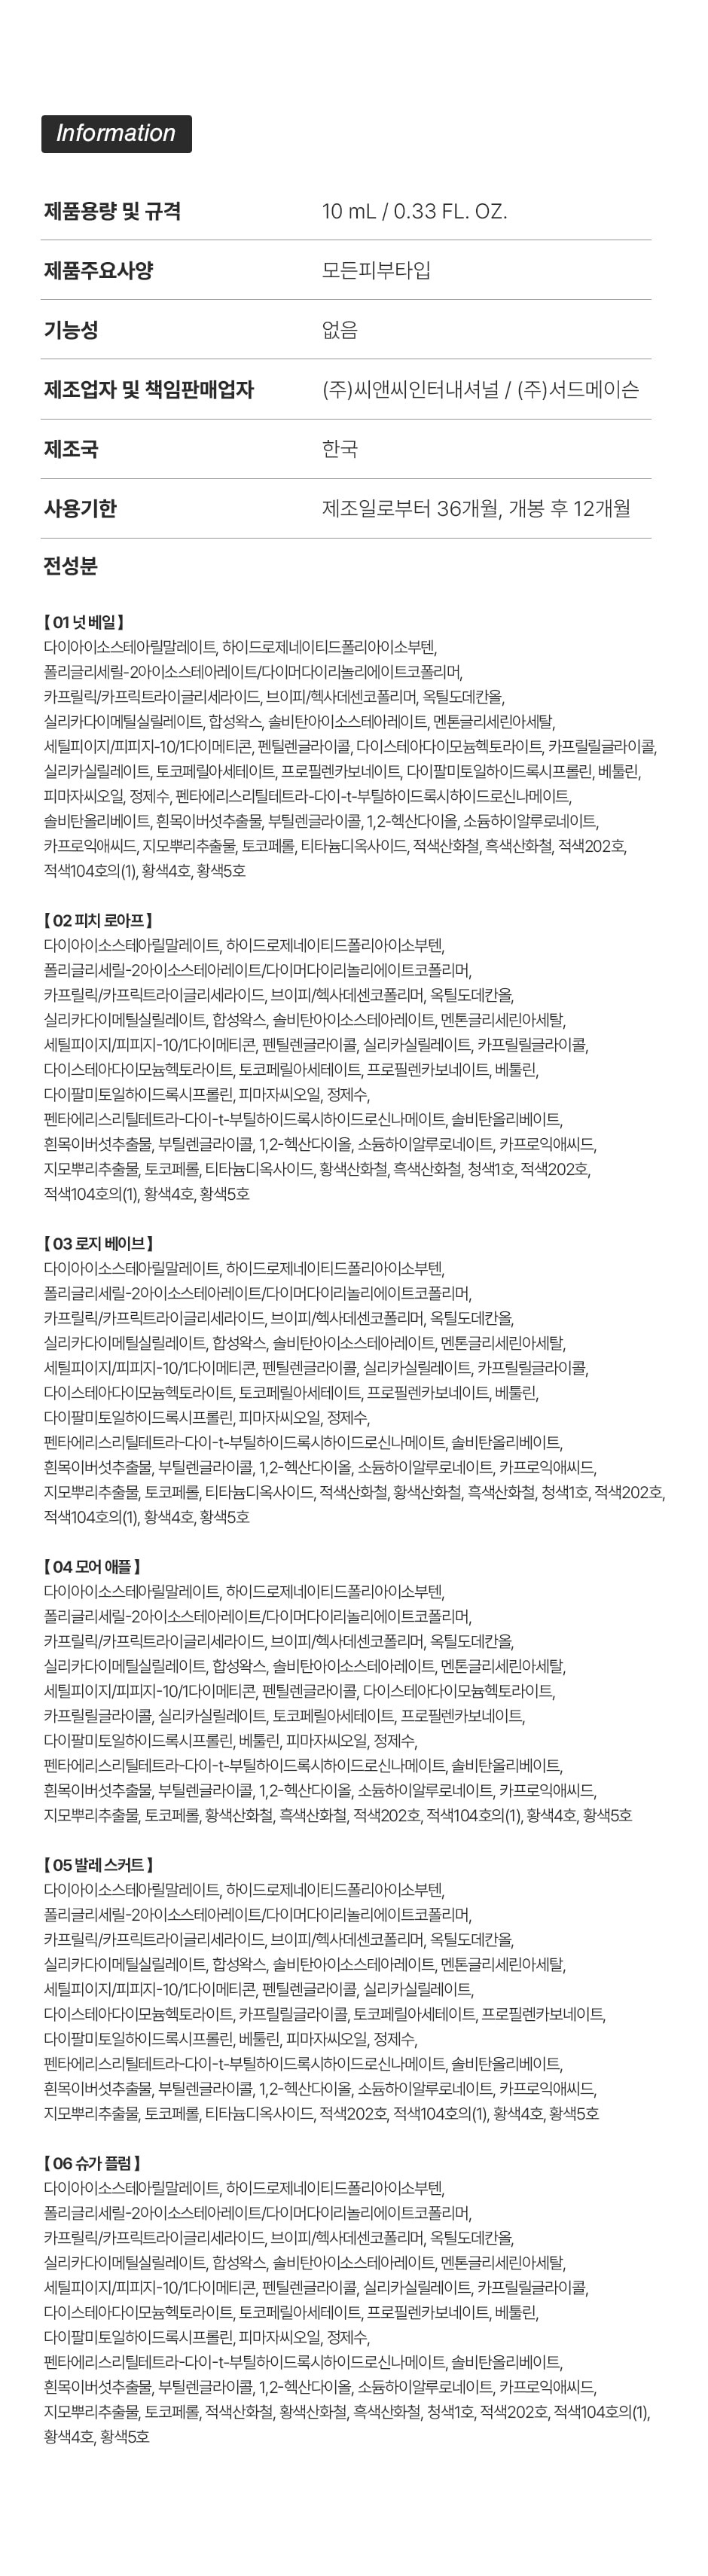 Information
제품용량 및 규격 10 mL / 0.33 FL. OZ.
제품주요사양 모든피부타입
기능성 없음
제조업자 및 책임판매업자 (주)씨앤씨인터내셔널 / (주)서드메이슨
제조국 한국
사용기한 제조일로부터 36개월, 개봉 후 12개월
전성분
【 01 넛 베일 】
다이아이소스테아릴말레이트, 하이드로제네이티드폴리아이소부텐,
폴리글리세릴-2아이소스테아레이트/다이머다이리놀리에이트코폴리머,
카프릴릭/카프릭트라이글리세라이드, 브이피/헥사데센코폴리머, 옥틸도데칸올,
실리카다이메틸실릴레이트, 합성왁스, 솔비탄아이소스테아레이트, 멘톤글리세린아세탈,
세틸피이지/피피지-10/1다이메티콘, 펜틸렌글라이콜, 다이스테아다이모늄헥토라이트, 카프릴릴글라이콜,
실리카실릴레이트, 토코페릴아세테이트, 프로필렌카보네이트, 다이팔미토일하이드록시프롤린, 베툴린,
피마자씨오일, 정제수, 펜타에리스리틸테트라-다이-t-부틸하이드록시하이드로신나메이트,
솔비탄올리베이트, 흰목이버섯추출물, 부틸렌글라이콜, 1,2-헥산다이올, 소듐하이알루로네이트,
카프로익애씨드, 지모뿌리추출물, 토코페롤, 티타늄디옥사이드, 적색산화철, 흑색산화철, 적색202호,
적색104호의(1), 황색4호, 황색5호
【 02 피치 로아프 】
다이아이소스테아릴말레이트, 하이드로제네이티드폴리아이소부텐,
폴리글리세릴-2아이소스테아레이트/다이머다이리놀리에이트코폴리머,
카프릴릭/카프릭트라이글리세라이드, 브이피/헥사데센코폴리머, 옥틸도데칸올,
실리카다이메틸실릴레이트, 합성왁스, 솔비탄아이소스테아레이트, 멘톤글리세린아세탈,
세틸피이지/피피지-10/1다이메티콘, 펜틸렌글라이콜, 실리카실릴레이트, 카프릴릴글라이콜,
다이스테아다이모늄헥토라이트, 토코페릴아세테이트, 프로필렌카보네이트, 베툴린,
다이팔미토일하이드록시프롤린, 피마자씨오일, 정제수,
펜타에리스리틸테트라-다이-t-부틸하이드록시하이드로신나메이트, 솔비탄올리베이트,
흰목이버섯추출물, 부틸렌글라이콜, 1,2-헥산다이올, 소듐하이알루로네이트, 카프로익애씨드,
지모뿌리추출물, 토코페롤, 티타늄디옥사이드, 황색산화철, 흑색산화철, 청색1호, 적색202호,
적색104호의(1), 황색4호, 황색5호
【 03 로지 베이브 】
다이아이소스테아릴말레이트, 하이드로제네이티드폴리아이소부텐,
폴리글리세릴-2아이소스테아레이트/다이머다이리놀리에이트코폴리머,
카프릴릭/카프릭트라이글리세라이드, 브이피/헥사데센코폴리머, 옥틸도데칸올,
실리카다이메틸실릴레이트, 합성왁스, 솔비탄아이소스테아레이트, 멘톤글리세린아세탈,
세틸피이지/피피지-10/1다이메티콘, 펜틸렌글라이콜, 실리카실릴레이트, 카프릴릴글라이콜,
다이스테아다이모늄헥토라이트, 토코페릴아세테이트, 프로필렌카보네이트, 베툴린,
다이팔미토일하이드록시프롤린, 피마자씨오일, 정제수,
펜타에리스리틸테트라-다이-t-부틸하이드록시하이드로신나메이트, 솔비탄올리베이트,
흰목이버섯추출물, 부틸렌글라이콜, 1,2-헥산다이올, 소듐하이알루로네이트, 카프로익애씨드,
지모뿌리추출물, 토코페롤, 티타늄디옥사이드, 적색산화철, 황색산화철, 흑색산화철, 청색1호, 적색202호,
적색104호의(1), 황색4호, 황색5호
【 04 모어 애플 】
다이아이소스테아릴말레이트, 하이드로제네이티드폴리아이소부텐,
폴리글리세릴-2아이소스테아레이트/다이머다이리놀리에이트코폴리머,
카프릴릭/카프릭트라이글리세라이드, 브이피/헥사데센코폴리머, 옥틸도데칸올,
실리카다이메틸실릴레이트, 합성왁스, 솔비탄아이소스테아레이트, 멘톤글리세린아세탈,
세틸피이지/피피지-10/1다이메티콘, 펜틸렌글라이콜, 다이스테아다이모늄헥토라이트,
카프릴릴글라이콜, 실리카실릴레이트, 토코페릴아세테이트, 프로필렌카보네이트,
다이팔미토일하이드록시프롤린, 베툴린, 피마자씨오일, 정제수,
펜타에리스리틸테트라-다이-t-부틸하이드록시하이드로신나메이트, 솔비탄올리베이트,
흰목이버섯추출물, 부틸렌글라이콜, 1,2-헥산다이올, 소듐하이알루로네이트, 카프로익애씨드,
지모뿌리추출물, 토코페롤, 황색산화철, 흑색산화철, 적색202호, 적색104호의(1), 황색4호, 황색5호
【 05 발레 스커트 】
다이아이소스테아릴말레이트, 하이드로제네이티드폴리아이소부텐,
폴리글리세릴-2아이소스테아레이트/다이머다이리놀리에이트코폴리머,
카프릴릭/카프릭트라이글리세라이드, 브이피/헥사데센코폴리머, 옥틸도데칸올,
실리카다이메틸실릴레이트, 합성왁스, 솔비탄아이소스테아레이트, 멘톤글리세린아세탈,
세틸피이지/피피지-10/1다이메티콘, 펜틸렌글라이콜, 실리카실릴레이트,
다이스테아다이모늄헥토라이트, 카프릴릴글라이콜, 토코페릴아세테이트, 프로필렌카보네이트,
다이팔미토일하이드록시프롤린, 베툴린, 피마자씨오일, 정제수,
펜타에리스리틸테트라-다이-t-부틸하이드록시하이드로신나메이트, 솔비탄올리베이트,
흰목이버섯추출물, 부틸렌글라이콜, 1,2-헥산다이올, 소듐하이알루로네이트, 카프로익애씨드,
지모뿌리추출물, 토코페롤, 티타늄디옥사이드, 적색202호, 적색104호의(1), 황색4호, 황색5호
【 06 슈가 플럼 】
다이아이소스테아릴말레이트, 하이드로제네이티드폴리아이소부텐,
폴리글리세릴-2아이소스테아레이트/다이머다이리놀리에이트코폴리머,
카프릴릭/카프릭트라이글리세라이드, 브이피/헥사데센코폴리머, 옥틸도데칸올,
실리카다이메틸실릴레이트, 합성왁스, 솔비탄아이소스테아레이트, 멘톤글리세린아세탈,
세틸피이지/피피지-10/1다이메티콘, 펜틸렌글라이콜, 실리카실릴레이트, 카프릴릴글라이콜,
다이스테아다이모늄헥토라이트, 토코페릴아세테이트, 프로필렌카보네이트, 베툴린,
다이팔미토일하이드록시프롤린, 피마자씨오일, 정제수,
펜타에리스리틸테트라-다이-t-부틸하이드록시하이드로신나메이트, 솔비탄올리베이트,
흰목이버섯추출물, 부틸렌글라이콜, 1,2-헥산다이올, 소듐하이알루로네이트, 카프로익애씨드,
지모뿌리추출물, 토코페롤, 적색산화철, 황색산화철, 흑색산화철, 청색1호, 적색202호, 적색104호의(1),
황색4호, 황색5호